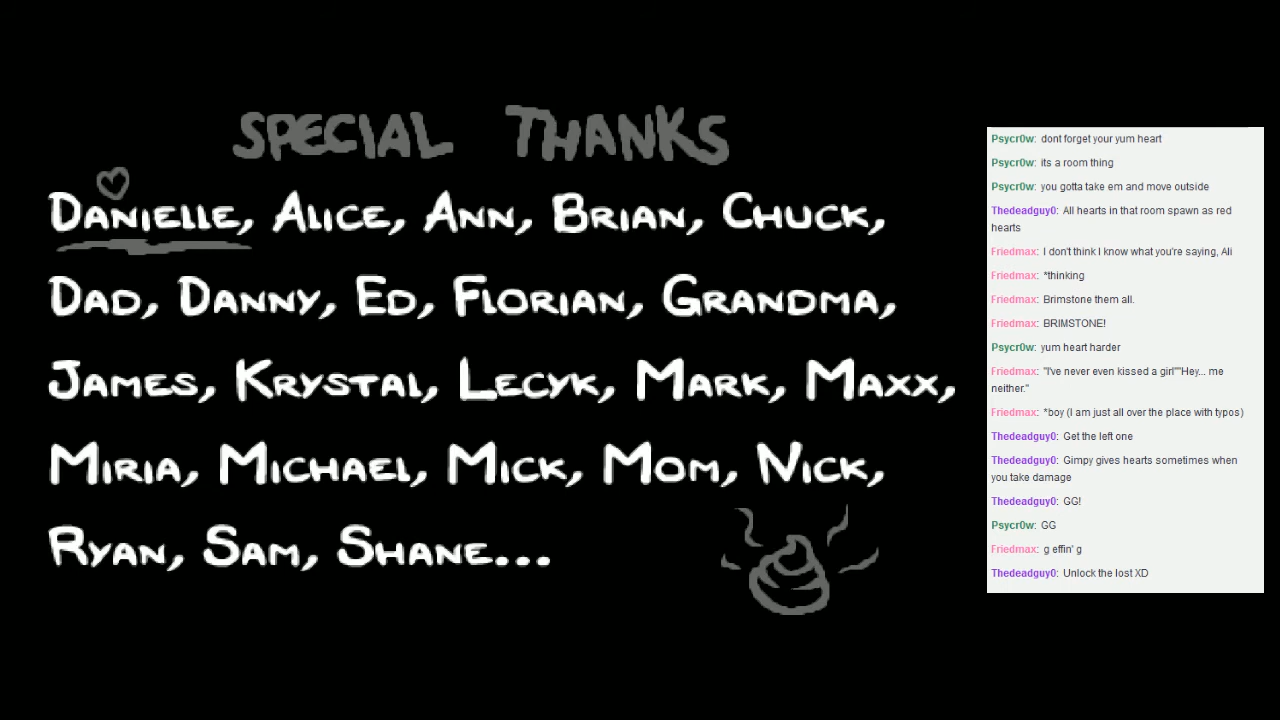 SPECIAL THANKS
DANIELLE, ALICE, ANN, BRIAN, CHUCK,
DAD, DANNY, ED, FLORIAN, GRANDMA,
JAMES, KRYSTAL, LECYK, MARK, MAXX,
MIRIA, MICHAEL, MICK, MOM, NICK,
RYAN, SAM, SHANE...
Psycr0w: dont forget your yum heart
Psycr0w: its a room thing
Psycr0w: you gotta take em and move outside
Thedeadguy0: All hearts in that room spawn as red
hearts
Friedmax: I don't think I know what you're saying, Ali
Friedmax: *thinking
Friedmax: Brimstone them all.
Friedmax: BRIMSTONE!
Psycr0w: yum heart harder
Friedmax: "I've never even kissed a girl""Hey... me
neither."
Friedmax: *boy (I am just all over the place with typos)
Thedeadguy0: Get the left one
Thedeadguy0: Gimpy gives hearts sometimes when
you take damage
Thedeadguy0: GG!
Psycr0w: GG
Friedmax: g effin' g
Thedeadguy0: Unlock the lost XD